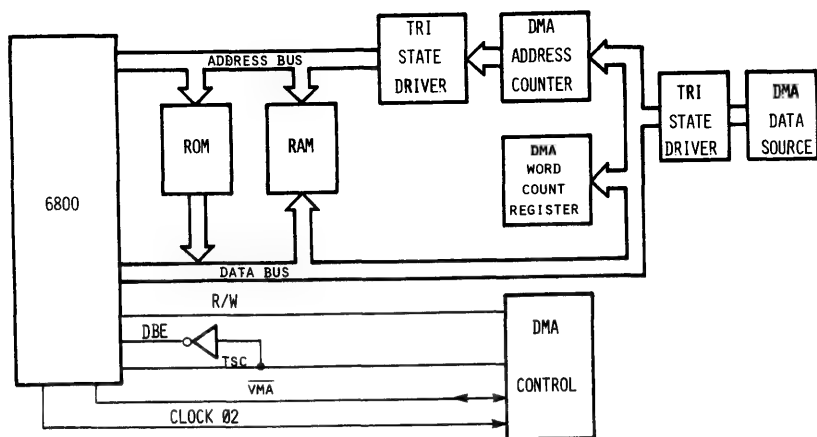 6800
ADDRESS BUS
ROM
RAM
TRI
STATE
DRIVER
DMA
ADDRESS
COUNTER
DMA
WORD
COUNT
REGISTER
TRI
STATE
DRIVER
DMA
DATA
SOURCE
DATA BUS
R/W
DBE
TSC
VMA
CLOCK Ø2
DMA
CONTROL